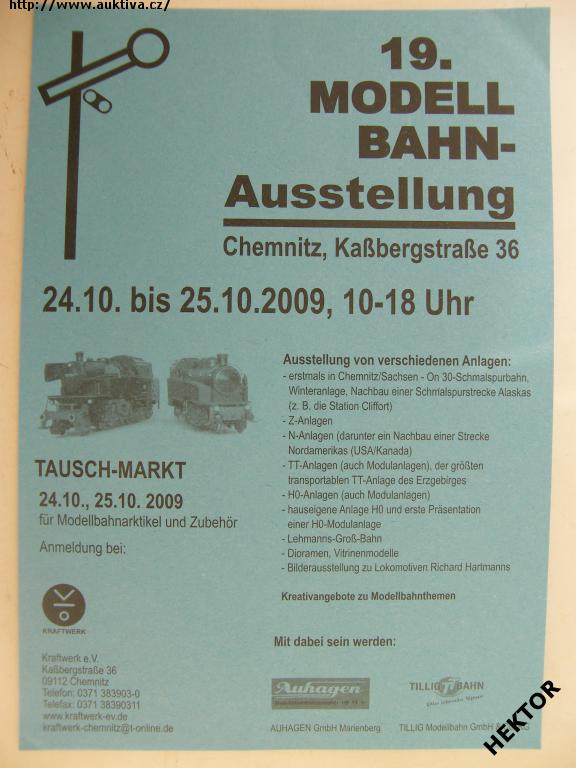 http://www.auktiva.cz/
19.
MODELL
BAHN-
Ausstellung
Chemnitz, Kaßbergstraße 36
24.10. bis 25.10.2009, 10-18 Uhr
Ausstellung von verschiedenen Anlagen:
- erstmals in Chemnitz/Sachsen - On 30-Schmalspurbahn,
Winteranlage, Nachbau einer Schmalspurstrecke Alaskas
(z. B. die Station Cliffort)
- Z-Anlagen
- N-Anlagen (darunter ein Nachbau einer Strecke
Nordamerikas (USA/Kanada)
- TT-Anlagen (auch Modulanlagen), der größten
transportablen TT-Anlage des Erzgebirges
- H0-Anlagen (auch Modulanlagen)
- hauseigene Anlage H0 und erste Präsentation
einer H0-Modulanlage
- Lehmanns-Groß-Bahn
- Dioramen, Vitrinenmodelle
- Bilderausstellung zu Lokomotiven Richard Hartmanns
Kreativangebote zu Modellbahnthemen
TAUSCH-MARKT
24.10., 25.10. 2009
für Modellbahnarktikel und Zubehör
Anmeldung bei:
KRAFTWERK
Kraftwerk e.V.
Kaßbergstraße 36
09112 Chemnitz
Telefon: 0371 383903-0
Telefax: 0371 38390311
www.kraftwerk-ev.de
kraftwerk-chemnitz@t-online.de
Mit dabei sein werden:
Auhagen
AUHAGEN GmbH Marienberg
TILLIG TT BAHN
TILLIG Modellbahn GmbH
HEKTOR